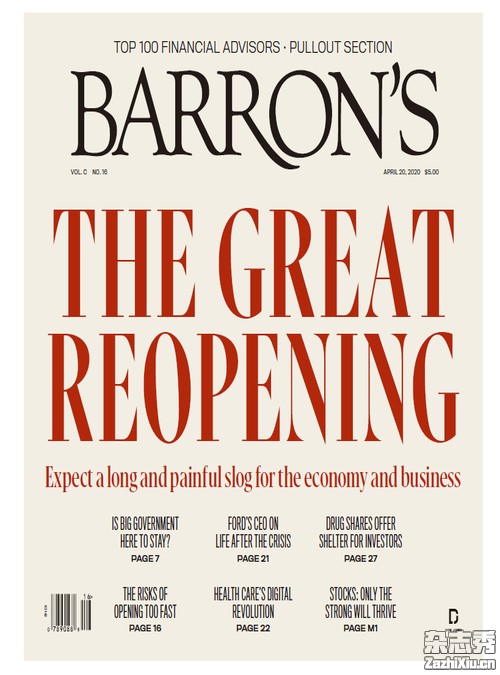 TOP 100 FINANCIAL ADVISORS · PULLOUT SECTION
BARRON'S
VOL. C NO. 16
APRIL 20, 2020 $5.00
THE GREAT
REOPENING
Expect a long and painful slog for the economy and business
IS BIG GOVERNMENT
HERE TO STAY?
PAGE 7
FORD'S CEO ON
LIFE AFTER THE CRISIS
PAGE 21
DRUG SHARES OFFER
SHELTER FOR INVESTORS
PAGE 27
THE RISKS OF
OPENING TOO FAST
PAGE 16
HEALTH CARE'S DIGITAL
REVOLUTION
PAGE 22
STOCKS: ONLY THE
STRONG WILL THRIVE
PAGE M1
16>
D
杂志秀
ZaZhiXiu.cn